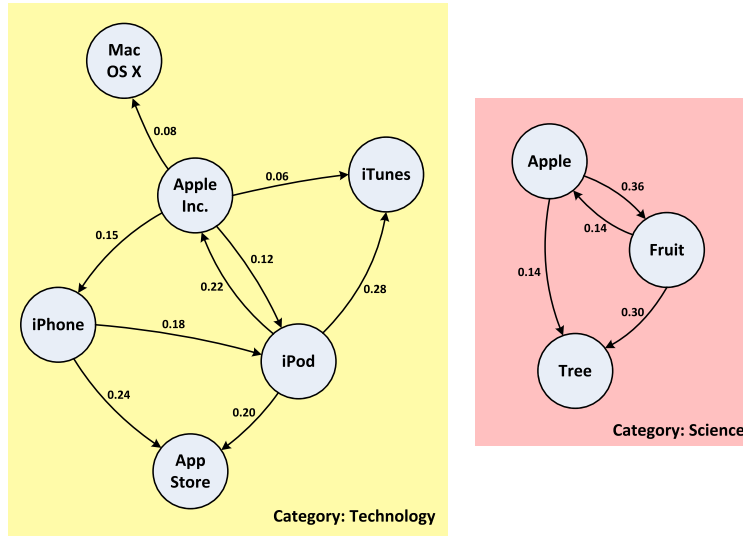 Mac
OS X
0.08
Apple
Inc.
0.06
iTunes
0.15
0.12
0.22
0.28
iPhone
0.18
iPod
0.24
0.20
App
Store
Category: Technology
Apple
0.36
0.14
Fruit
0.14
0.30
Tree
Category: Science